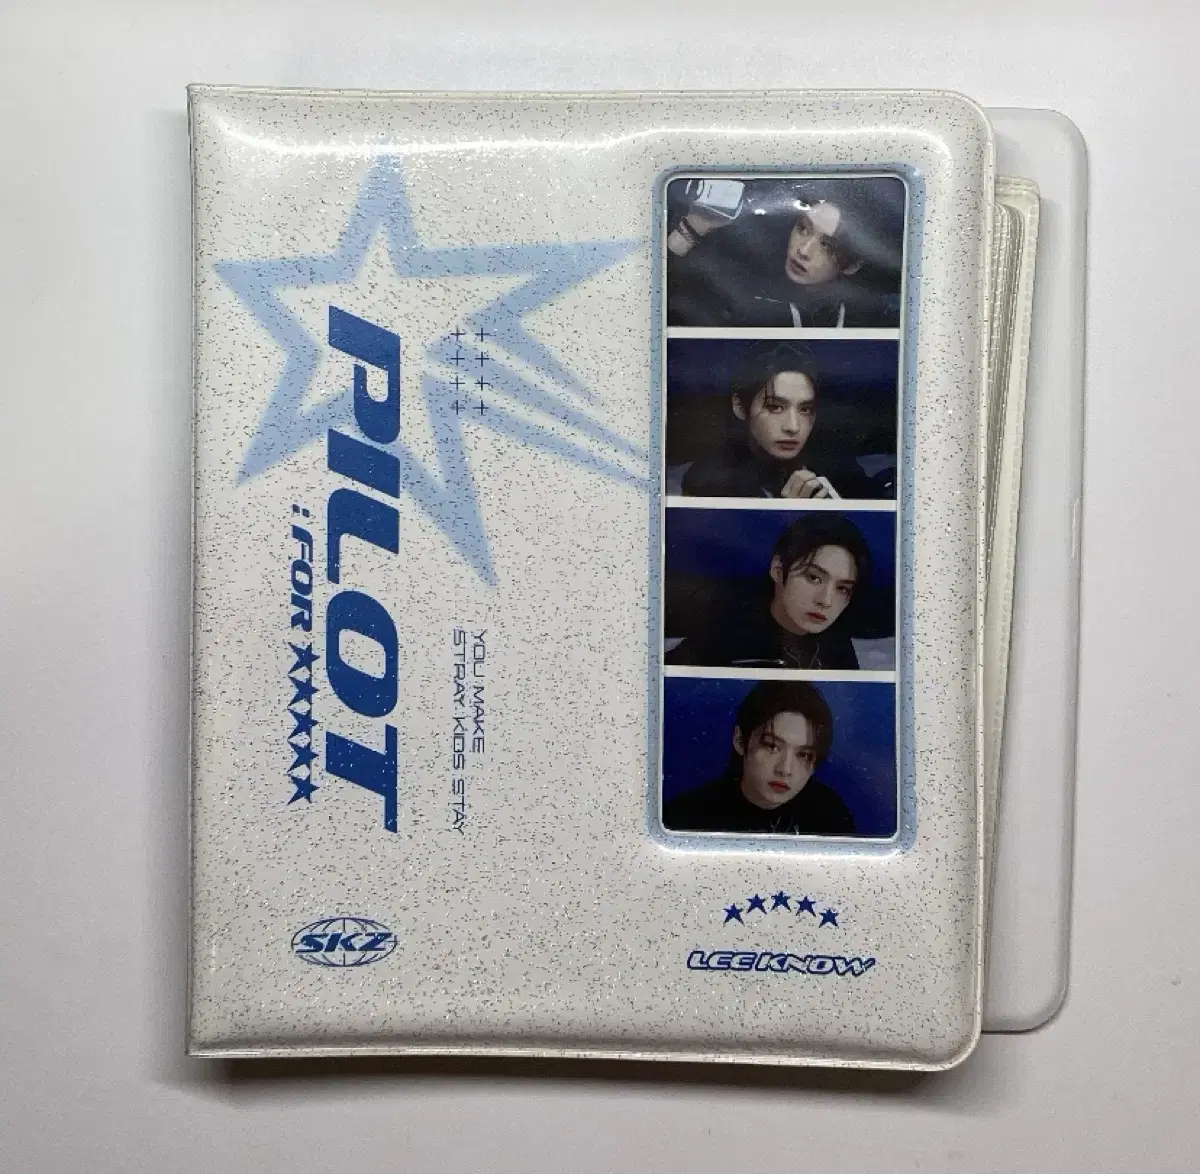 PILOT
: FOR ★★★★★
YOU MAKE
STRAY KIDS STAY
SKZ
★★★★★
LEE KNOW